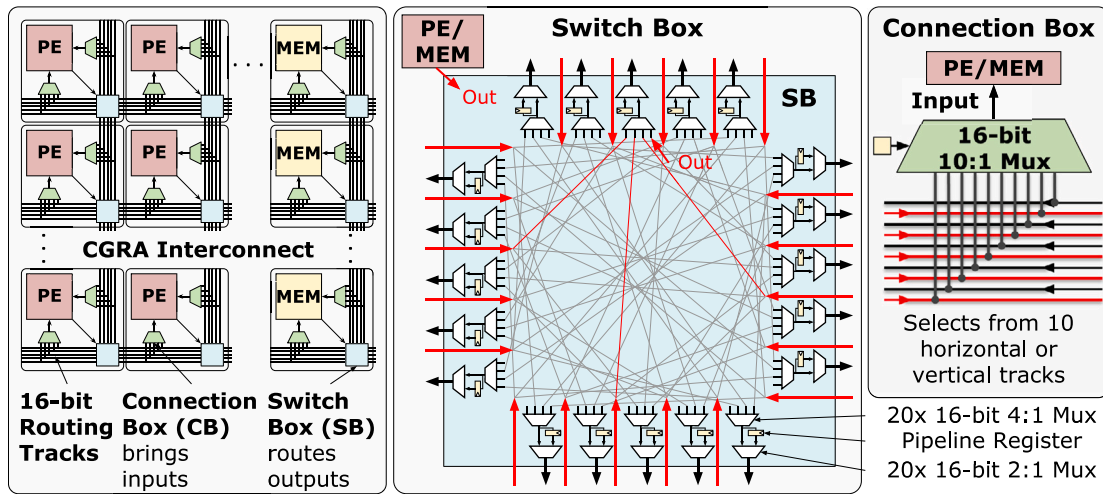 PE
PE
MEM
PE
PE
MEM
CGRA Interconnect
PE
PE
MEM
16-bit
Routing
Tracks
Connection
Box (CB)
brings
inputs
Switch
Box (SB)
routes
outputs
Switch Box
PE/
MEM
Out
SB
Out
Connection Box
PE/MEM
Input
16-bit
10:1 Mux
Selects from 10
horizontal or
vertical tracks
20x 16-bit 4:1 Mux
Pipeline Register
20x 16-bit 2:1 Mux